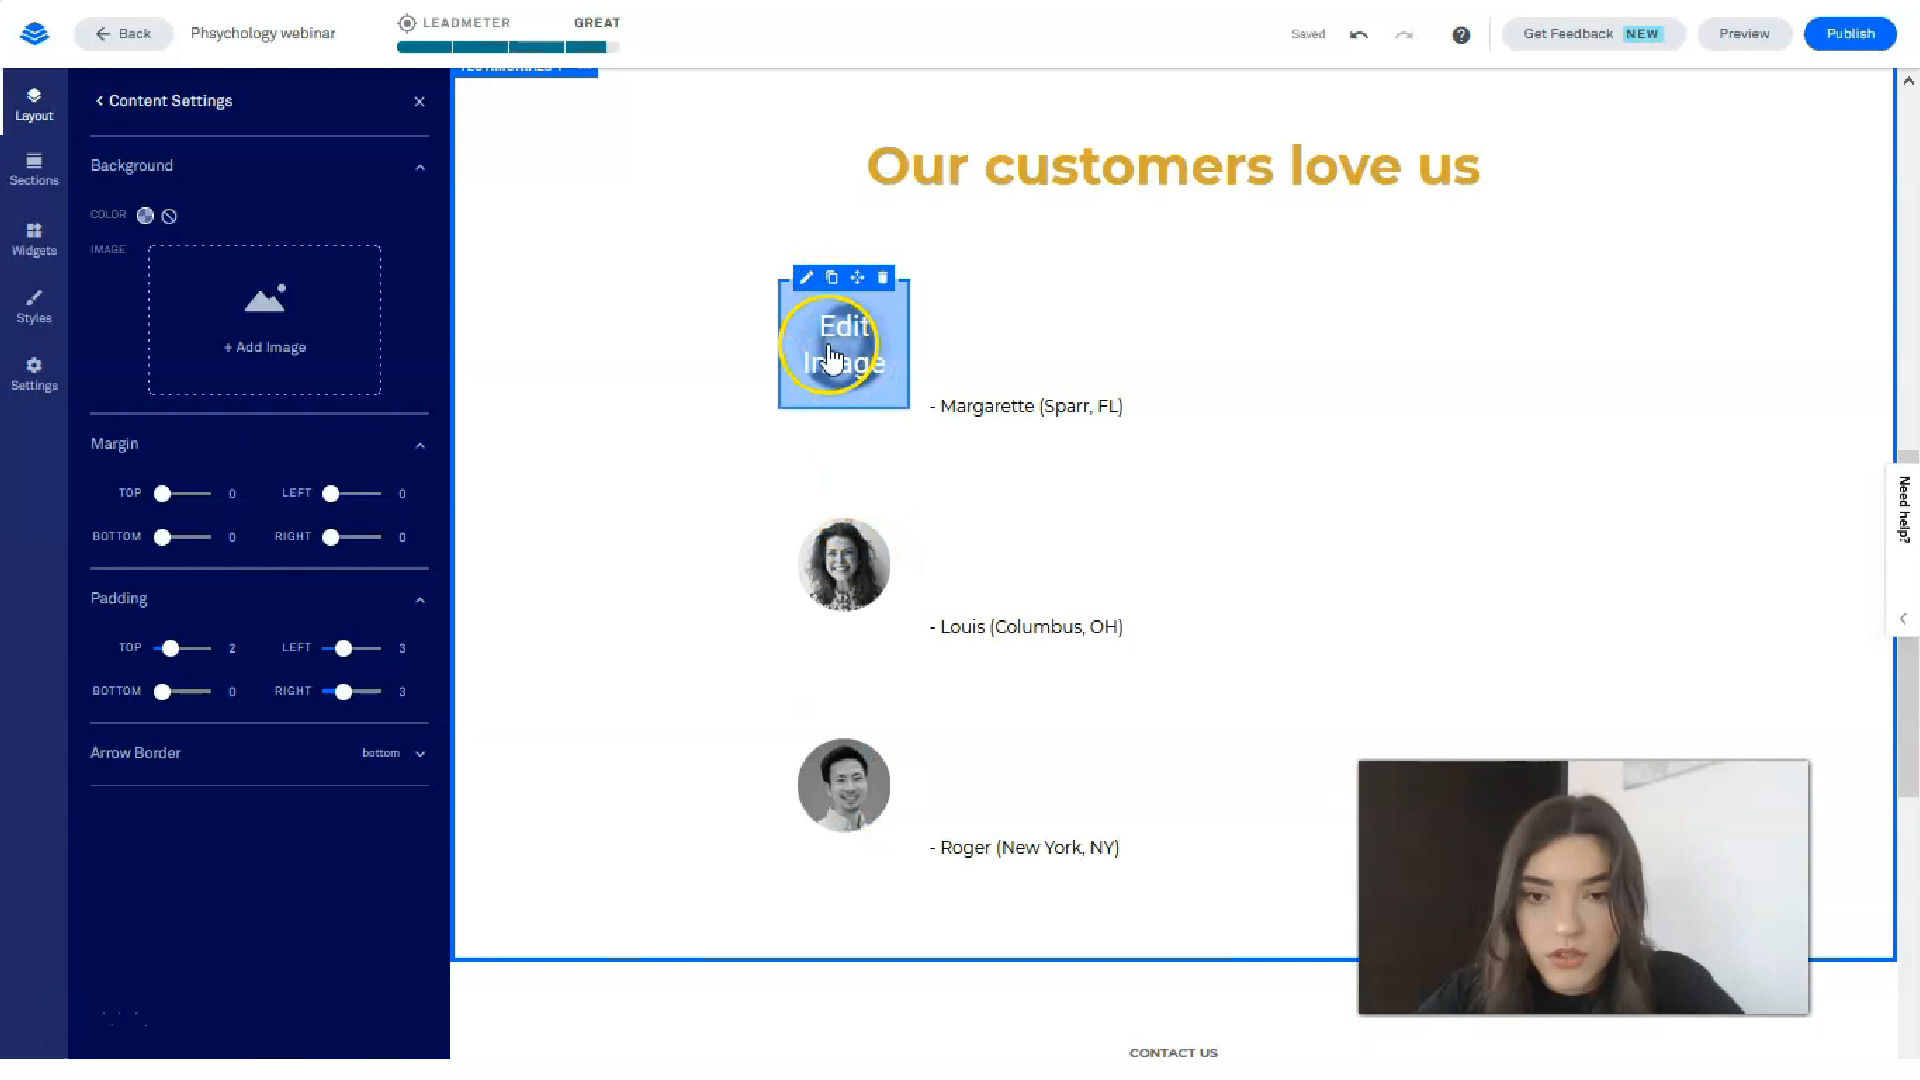 Back
Phsychology webinar
LEADMETER
GREAT
Saved
Get Feedback NEW
Preview
Publish
Layout
Sections
Widgets
Styles
Settings
Content Settings
Background
COLOR
IMAGE
+ Add Image
Margin
TOP 0 LEFT 0
BOTTOM 0 RIGHT 0
Padding
TOP 2 LEFT 3
BOTTOM 0 RIGHT 3
Arrow Border bottom
Our customers love us
Edit
Image
- Margarette (Sparr, FL)
- Louis (Columbus, OH)
- Roger (New York, NY)
CONTACT US
Need help?